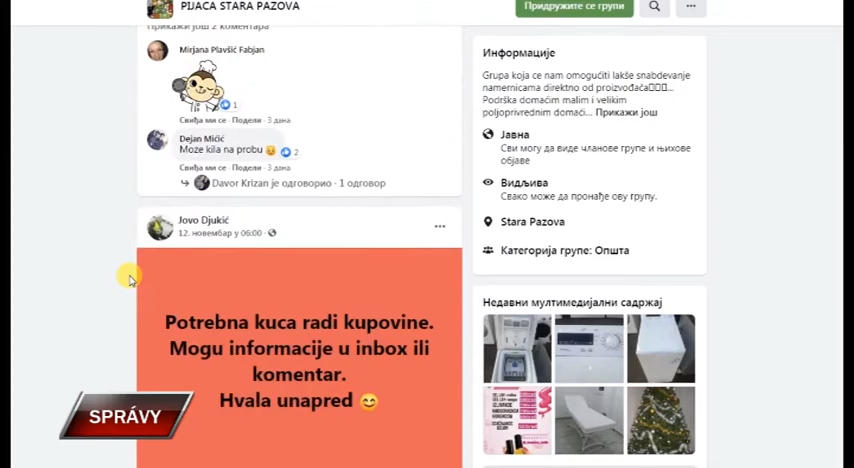 PIJACA STARA PAZOVA
Придружите се групи
Прикажи још 2 коментара
Mirjana Plavšić Fabjan
1
Свиђа ми се · Подели · 3 дана
Dejan Mićić
Moze kila na probu 😊 2
Свиђа ми се · Подели · 3 дана
Davor Krizan је одговорио · 1 одговор
Jovo Djukić
12. новембар у 06:00
Potrebna kuca radi kupovine.
Mogu informacije u inbox ili
komentar.
Hvala unapred 😊
SPRÁVY
Информације
Grupa koja ce nam omogućiti lakše snabdevanje
namernicama direktno od proizvođača...
Podrška domaćim malim i velikim
poljoprivrednim domaći... Прикажи још
Јавна
Сви могу да виде чланове групе и њихове
објаве
Видљива
Свако може да пронађе ову групу.
Stara Pazova
Категорија групе: Општа
Недавни мултимедијални садржај